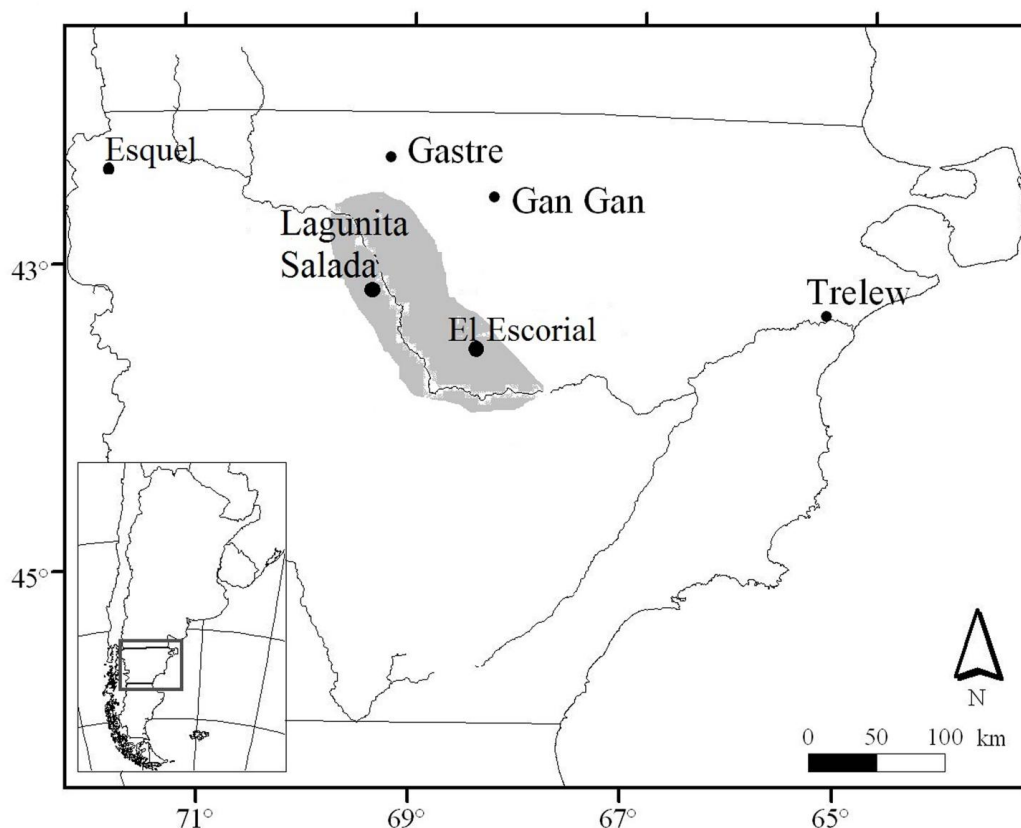 Esquel
Gastre
Gan Gan
Lagunita
Salada
43°
Trelew
El Escorial
45°
N
0 50 100 km
71° 69° 67° 65°